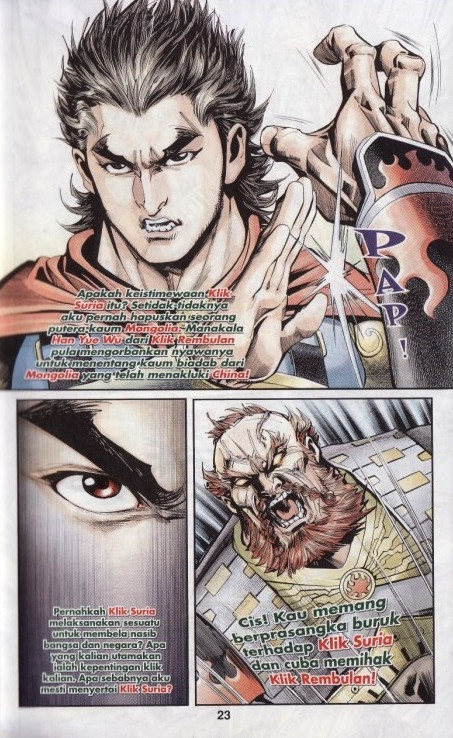 PAP!
Apakah keistimewaan Klik
Suria itu? Setidak-tidaknya
aku pernah hapuskan seorang
putera kaum Mongolia. Manakala
Han Yue Wu dari Klik Rembulan
pula mengorbankan nyawanya
untuk menentang kaum biadab dari
Mongolia yang telah menakluki China!
Pernahkah Klik Suria
melaksanakan sesuatu
untuk membela nasib
bangsa dan negara? Apa
yang kalian utamakan
ialah kepentingan klik
kalian. Apa sebabnya aku
mesti menyertai Klik Suria?
Cis! Kau memang
berprasangka buruk
terhadap Klik Suria
dan cuba memihak
Klik Rembulan!
23